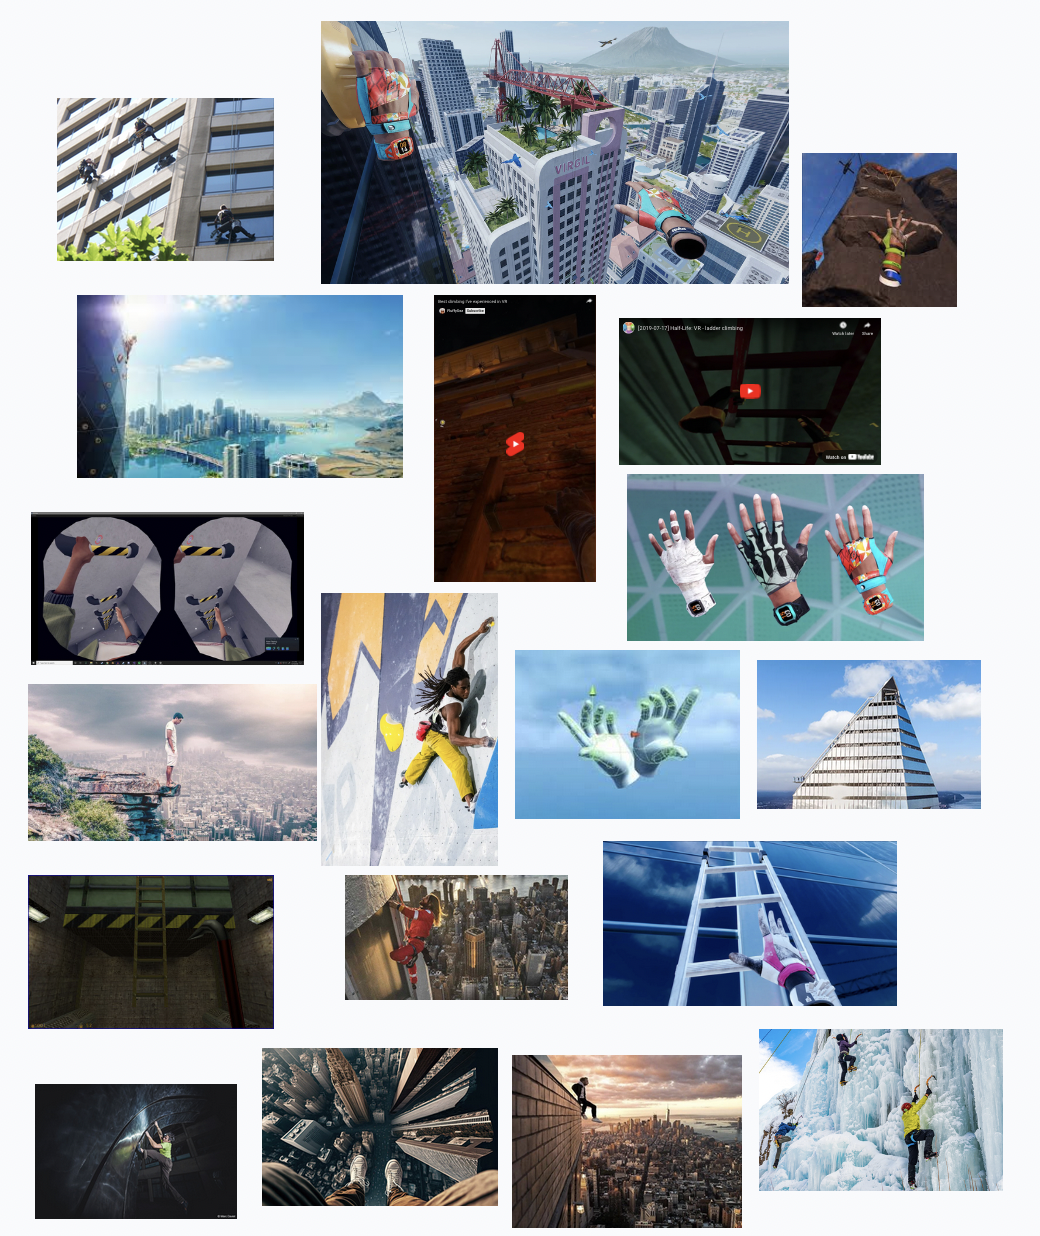 VIRGIL
H
Best climbing I've experienced in VR
Subscribe
[2019-07-17] Half-Life: VR - ladder climbing
Watch later
Share
Watch on YouTube